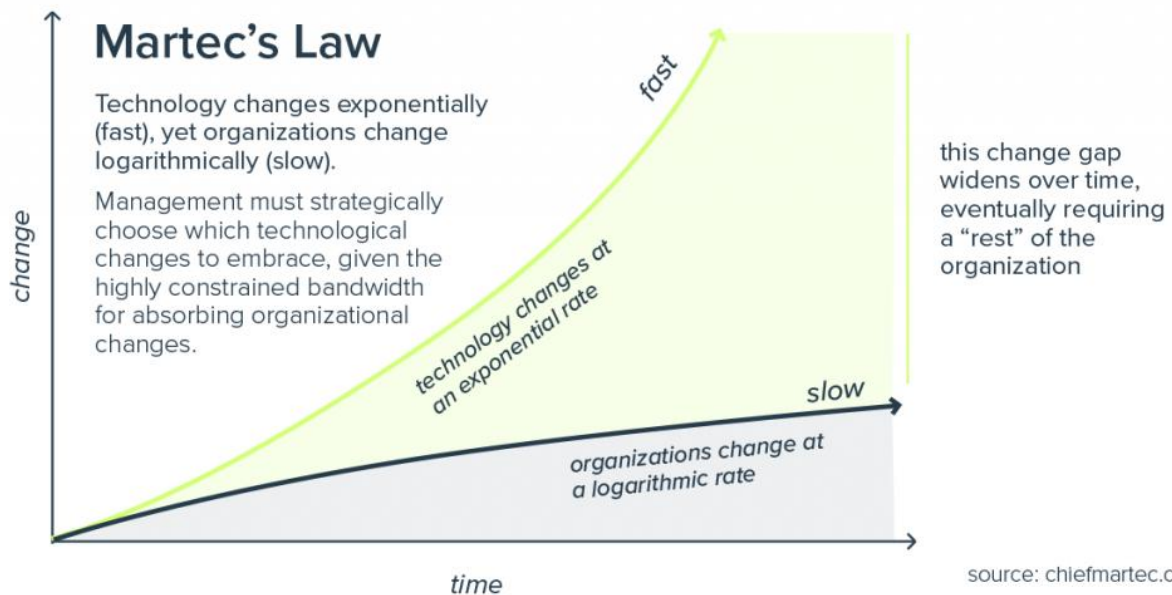 Martec's Law
Technology changes exponentially
(fast), yet organizations change
logarithmically (slow).
Management must strategically
choose which technological
changes to embrace, given the
highly constrained bandwidth
for absorbing organizational
changes.
change
fast
technology changes at
an exponential rate
this change gap
widens over time,
eventually requiring
a “rest” of the
organization
slow
organizations change at
a logarithmic rate
time
source: chiefmartec.c